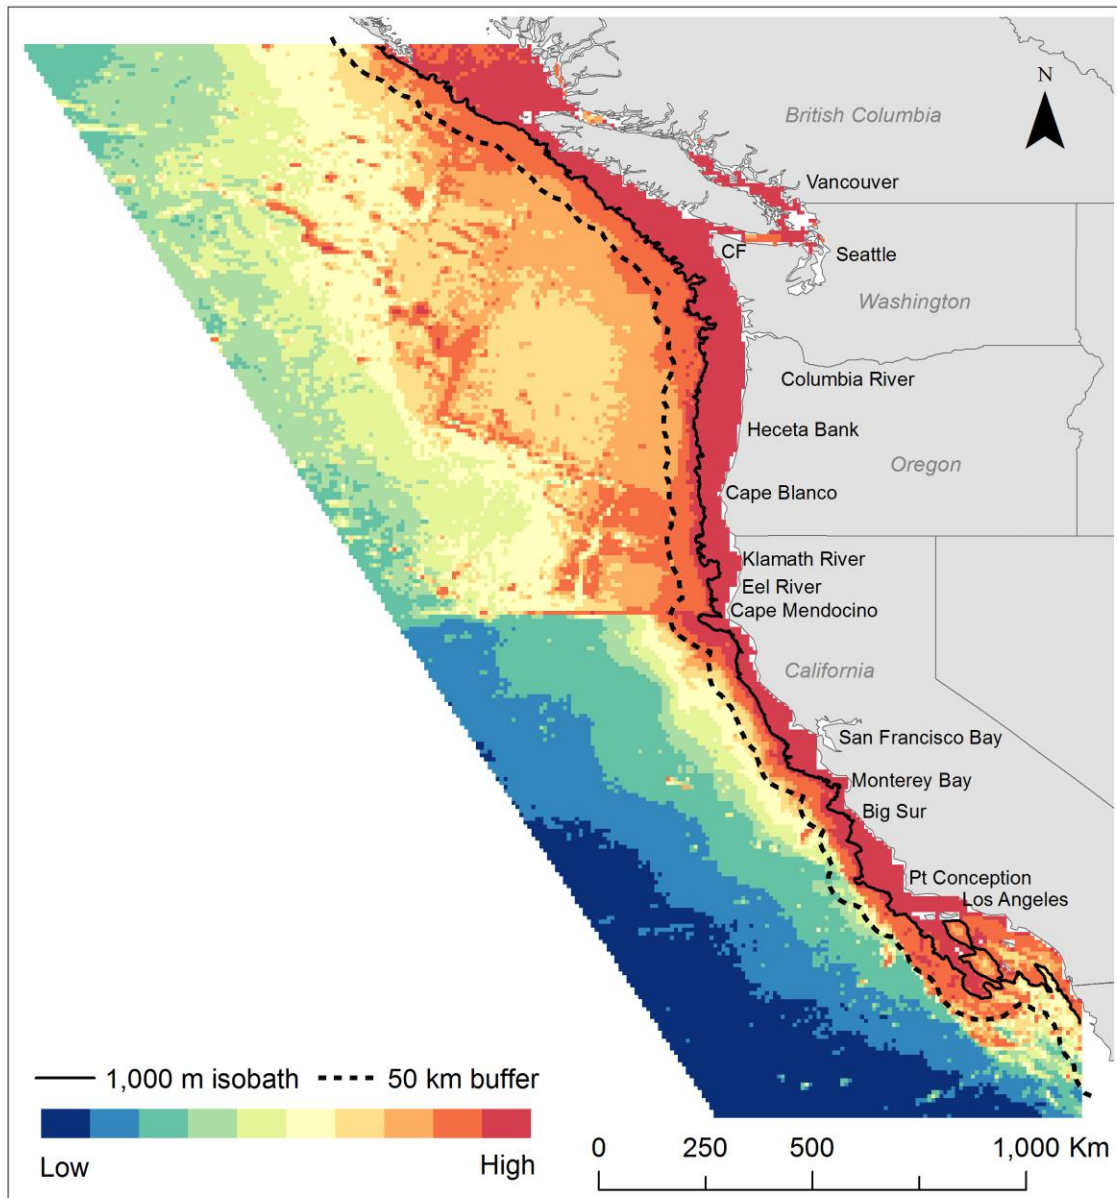 N
British Columbia
Vancouver
CF
Seattle
Washington
Columbia River
Heceta Bank
Oregon
Cape Blanco
Klamath River
Eel River
Cape Mendocino
California
San Francisco Bay
Monterey Bay
Big Sur
Pt Conception
Los Angeles
1,000 m isobath 50 km buffer
Low High
0 250 500 1,000 Km